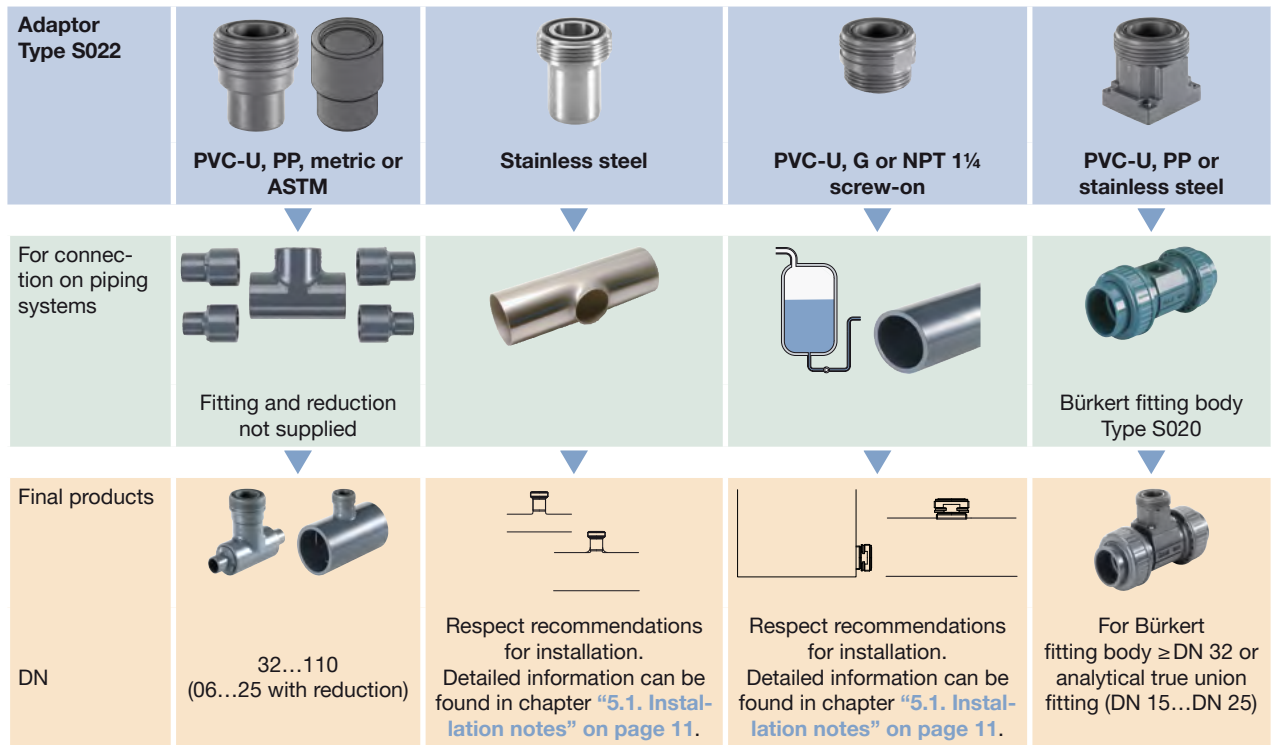 Adaptor
Type S022
PVC-U, PP, metric or
ASTM
Stainless steel
PVC-U, G or NPT 1¼
screw-on
PVC-U, PP or
stainless steel
For connec-
tion on piping
systems
Fitting and reduction
not supplied
Bürkert fitting body
Type S020
Final products
DN
32…110
(06…25 with reduction)
Respect recommendations
for installation.
Detailed information can be
found in chapter “5.1. Instal-
lation notes” on page 11.
Respect recommendations
for installation.
Detailed information can be
found in chapter “5.1. Instal-
lation notes” on page 11.
For Bürkert
fitting body ≥DN 32 or
analytical true union
fitting (DN 15…DN 25)